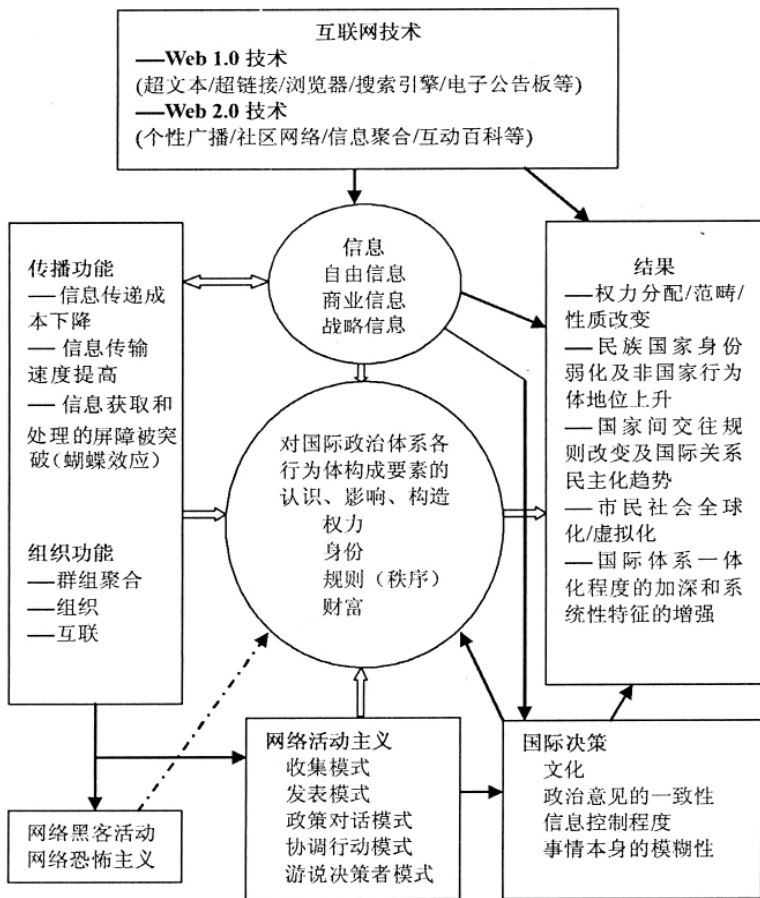 互联网技术
—Web 1.0 技术
(超文本/超链接/浏览器/搜索引擎/电子公告板等)
—Web 2.0 技术
(个性广播/社区网络/信息聚合/互动百科等)
信息
自由信息
商业信息
战略信息
传播功能
—信息传递成
本下降
—信息传输
速度提高
—信息获取和
处理的屏障被突
破(蝴蝶效应)
组织功能
—群组聚合
—组织
—互联
对国际政治体系各
行为体构成要素的
认识、影响、构造
权力
身份
规则（秩序）
财富
结果
—权力分配/范畴/
性质改变
—民族国家身份
弱化及非国家行为
体地位上升
—国家间交往规
则改变及国际关系
民主化趋势
—市民社会全球
化/虚拟化
—国际体系一体
化程度的加深和系
统性特征的增强
网络黑客活动
网络恐怖主义
网络活动主义
收集模式
发表模式
政策对话模式
协调行动模式
游说决策者模式
国际决策
文化
政治意见的一致性
信息控制程度
事情本身的模糊性